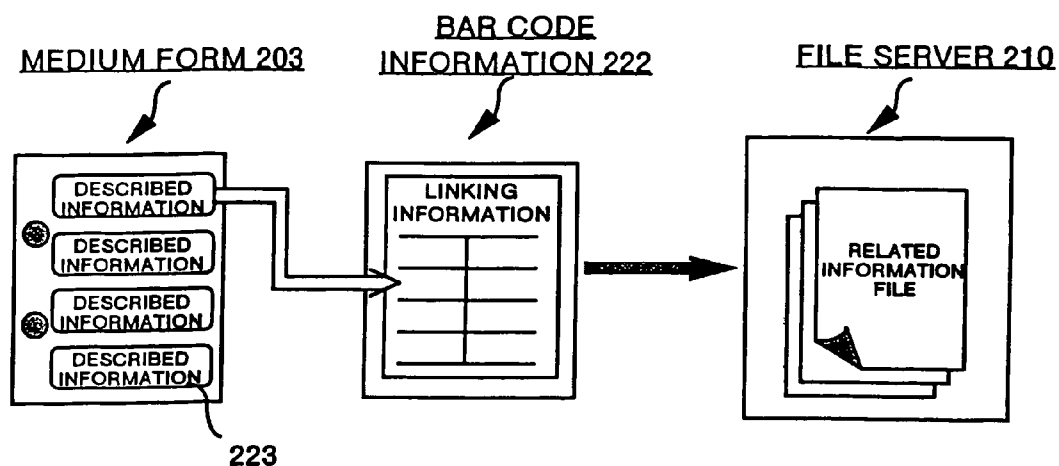 MEDIUM FORM 203
BAR CODE
INFORMATION 222
FILE SERVER 210
DESCRIBED
INFORMATION
DESCRIBED
INFORMATION
DESCRIBED
INFORMATION
DESCRIBED
INFORMATION
223
LINKING
INFORMATION
RELATED
INFORMATION
FILE